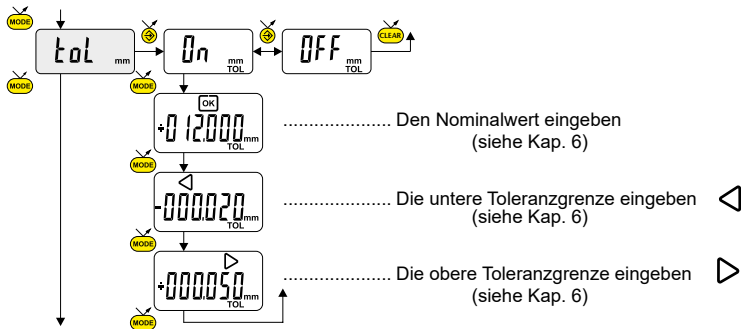 MODE
toL mm
On mm
TOL
OFF mm
TOL
CLEAR
MODE
MODE
OK
+012.000 mm
TOL
..................... Den Nominalwert eingeben
(siehe Kap. 6)
MODE
-000.020 mm
TOL
..................... Die untere Toleranzgrenze eingeben
(siehe Kap. 6)
MODE
+000.050 mm
TOL
..................... Die obere Toleranzgrenze eingeben
(siehe Kap. 6)
MODE